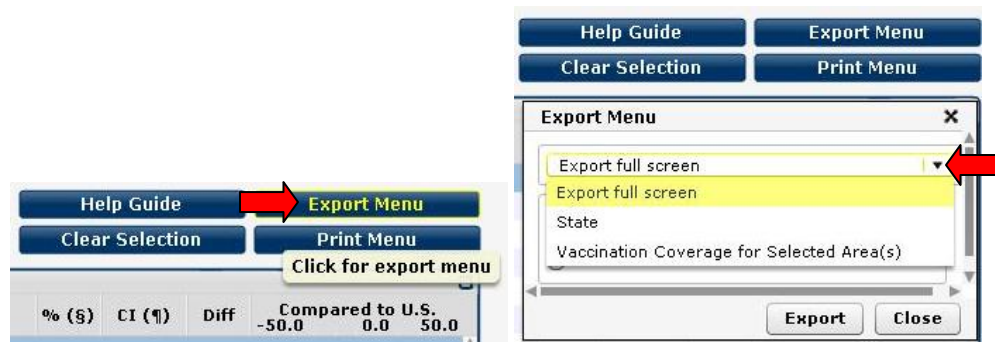 Help Guide Export Menu
Clear Selection Print Menu
Click for export menu
% (§) CI (¶) Diff Compared to U.S.
-50.0 0.0 50.0
Help Guide Export Menu
Clear Selection Print Menu
Export Menu
Export full screen
Export full screen
State
Vaccination Coverage for Selected Area(s)
Export Close